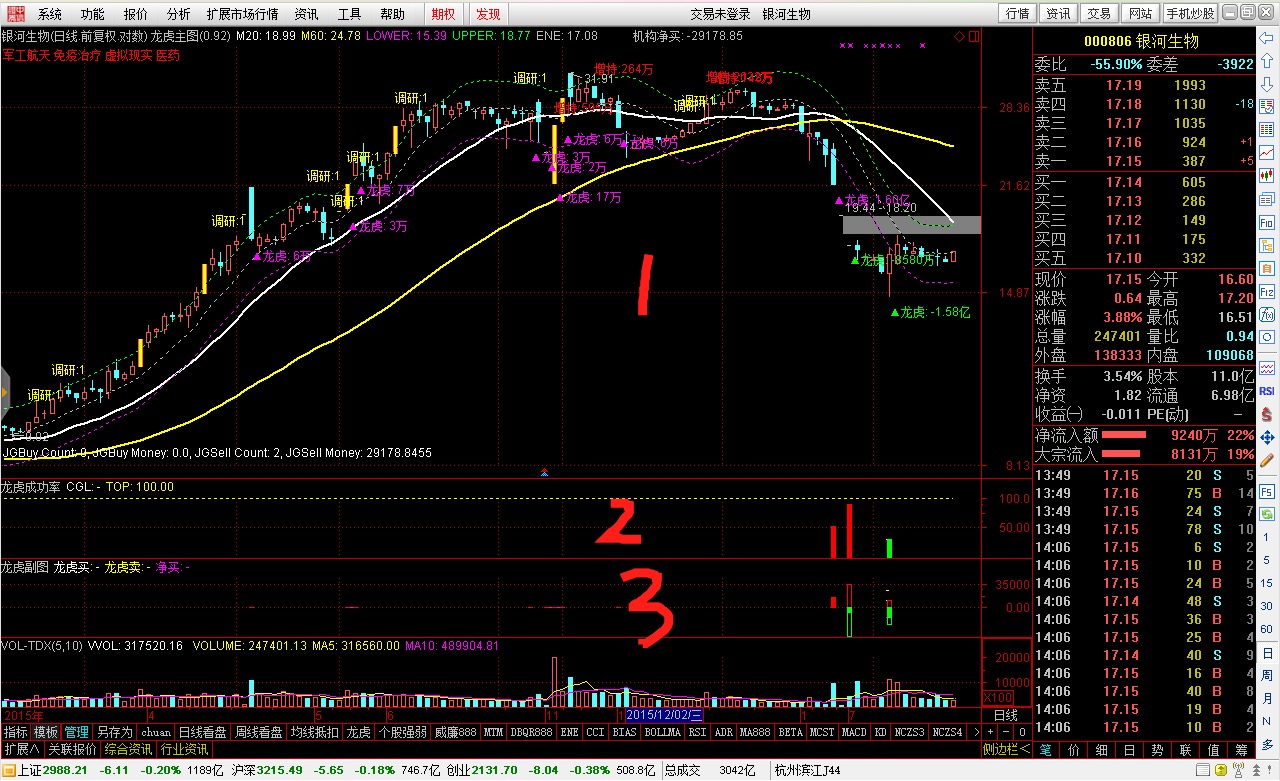 系统 功能 报价 分析 扩展市场行情 资讯 工具 帮助 期权 发现 交易未登录 银河生物 行情 资讯 交易 网站 手机炒股
银河生物(日线.前复权.对数) 龙虎主图(0.92) M20: 18.99 M60: 24.78 LOWER: 15.39 UPPER: 18.77 ENE: 17.08 机构净买: -29178.85
军工航天 免疫治疗 虚拟现实 医药
调研:1
31.91
增持:264万
调研:1
28.36
调研:1
龙虎: 6万
龙虎: 3万
龙虎: 2万
龙虎: 17万
21.62
调研:1
龙虎: 7万
调研:1
龙虎: 3万
调研:1
龙虎: 6万
19.44 - 18.20
1
14.87
龙虎: -1.58亿
调研:1
调研:1
JGBuy Count: 0, JGBuy Money: 0.0, JGSell Count: 2, JGSell Money: 29178.8455
8.13
龙虎成功率 CGL: - TOP: 100.00
100.0
2
50.00
龙虎副图 龙虎买: - 龙虎卖: - 净买: -
35000
3
0.00
VOL-TDX(5,10) VVOL: 317520.16 VOLUME: 247401.13 MA5: 316560.00 MA10: 489904.81
20000
10000
X100
2015年 4 5 6 11 2015/12/02/三 1 7 日线
指标 模板 管理 另存为 chuan 日线看盘 周线看盘 均线抵扣 龙虎 个股强弱 威廉888 MTM DBQR888 ENE CCI BIAS BOLLMA RSI ADR MA888 BETA MCST MACD KD NCZS3 NCZS4 > + - 0
扩展∧ 关联报价 综合资讯 行业资讯 侧边栏< 笔 价 细 日 势 联 值 筹
上证2988.21 -6.11 -0.20% 1189亿 沪深3215.49 -5.65 -0.18% 746.7亿 创业2131.70 -8.04 -0.38% 508.8亿 总成交 3042亿 杭州滨江J44
000806 银河生物
委比 -55.90% 委差 -3922
卖五 17.19 1993
卖四 17.18 1130 -18
卖三 17.17 1035
卖二 17.16 924 +1
卖一 17.15 387 +5
买一 17.14 605
买二 17.13 286
买三 17.12 149
买四 17.11 175
买五 17.10 332
现价 17.15 今开 16.60
涨跌 0.64 最高 17.20
涨幅 3.88% 最低 16.51
总量 247401 量比 0.94
外盘 138333 内盘 109068
换手 3.54% 股本 11.0亿
净资 1.82 流通 6.98亿
收益㈠ -0.011 PE[动] —
净流入额 9240万 22%
大宗流入 8131万 19%
13:49 17.15 20 S 5
13:49 17.16 75 B 14
13:49 17.15 24 S 7
13:49 17.15 78 S 10
14:06 17.15 6 S 2
14:06 17.15 10 B 2
14:06 17.15 24 B 5
14:06 17.14 48 S 3
14:06 17.15 36 B 3
14:06 17.15 25 B 4
14:06 17.14 40 S 9
14:06 17.15 16 B 4
14:06 17.15 40 B 8
14:06 17.15 19 B 4
14:06 17.15 10 B 2
F10
自
RSI
F5
1
5
15
30
60
日
周
月
N
多